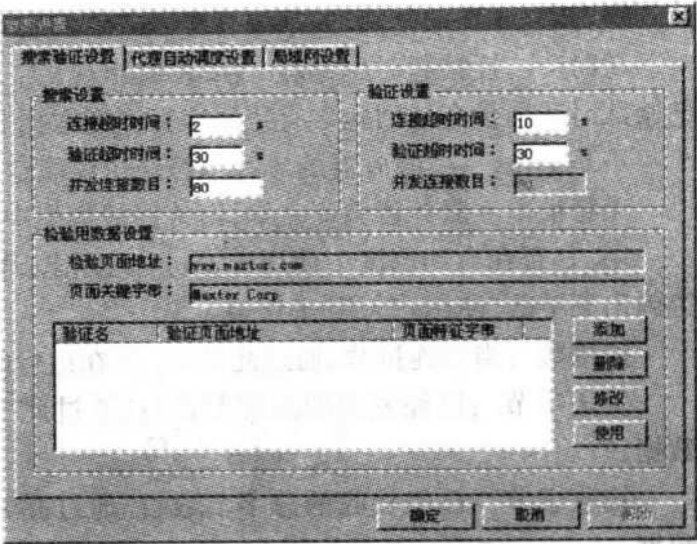 搜索验证设置 代理自动调度设置 局域网设置
搜索设置
连接超时时间： 2 s
验证超时时间： 30 s
并发连接数目： 80
验证设置
连接超时时间： 10 s
验证超时时间： 30 s
并发连接数目：
检验用数据设置
检验页面地址： www.maxtor.com
页面关键字串： Maxtor Corp
验证名 验证页面地址 页面特征字串
添加
删除
修改
使用
确定 取消